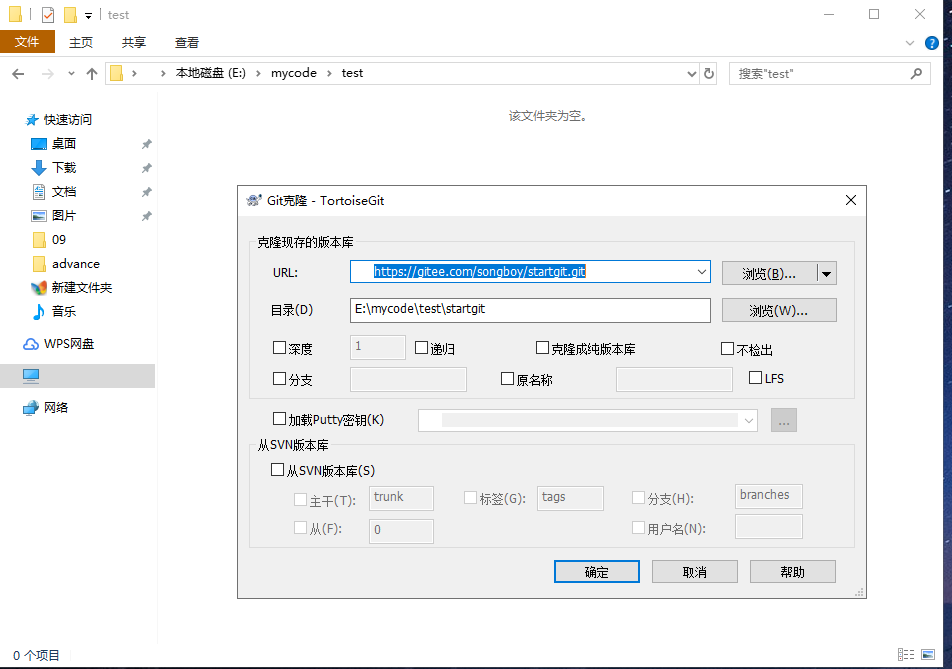 test
文件 主页 共享 查看
本地磁盘 (E:) mycode test 搜索"test"
快速访问
桌面
下载
文档
图片
09
advance
新建文件夹
音乐
WPS网盘
网络
该文件夹为空。
Git克隆 - TortoiseGit
克隆现存的版本库
URL: https://gitee.com/songboy/startgit.git 浏览(B)...
目录(D) E:\mycode\test\startgit 浏览(W)...
深度 1 递归 克隆成纯版本库 不检出
分支 原名称 LFS
加载Putty密钥(K) ...
从SVN版本库
从SVN版本库(S)
主干(T): trunk 标签(G): tags 分支(H): branches
从(F): 0 用户名(N):
确定 取消 帮助
0 个项目